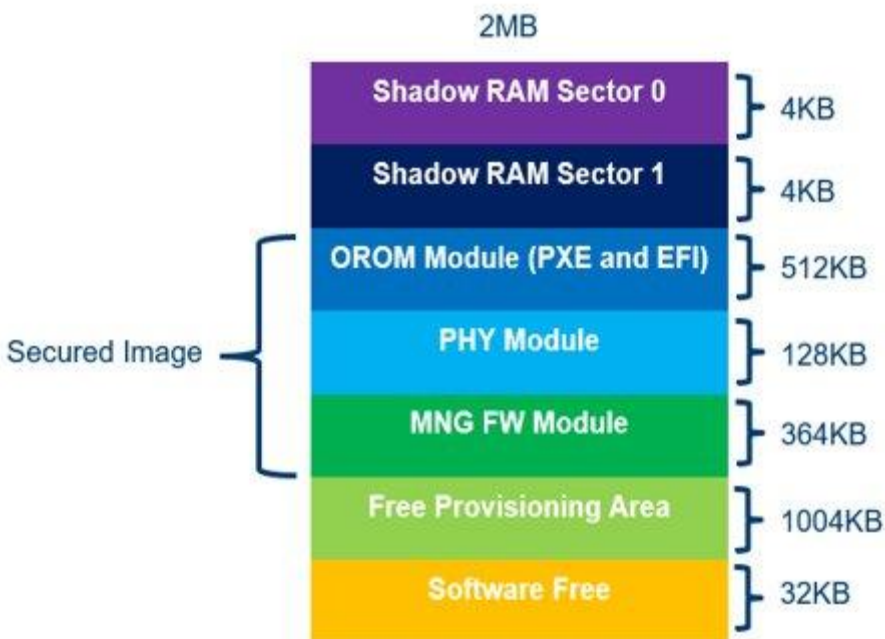 2MB
Shadow RAM Sector 0
4KB
Shadow RAM Sector 1
4KB
OROM Module (PXE and EFI)
512KB
Secured Image
PHY Module
128KB
MNG FW Module
364KB
Free Provisioning Area
1004KB
Software Free
32KB